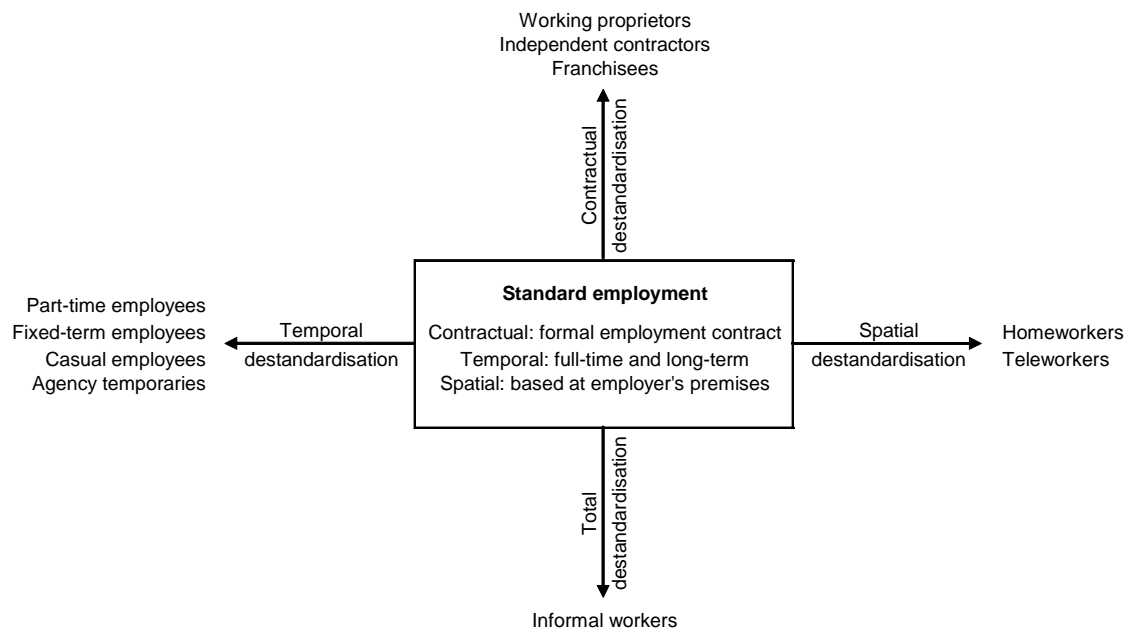 Working proprietors
Independent contractors
Franchisees
Contractual
destandardisation
Standard employment
Contractual: formal employment contract
Temporal: full-time and long-term
Spatial: based at employer's premises
Part-time employees
Fixed-term employees
Casual employees
Agency temporaries
Temporal
destandardisation
Spatial
destandardisation
Homeworkers
Teleworkers
Total
destandardisation
Informal workers